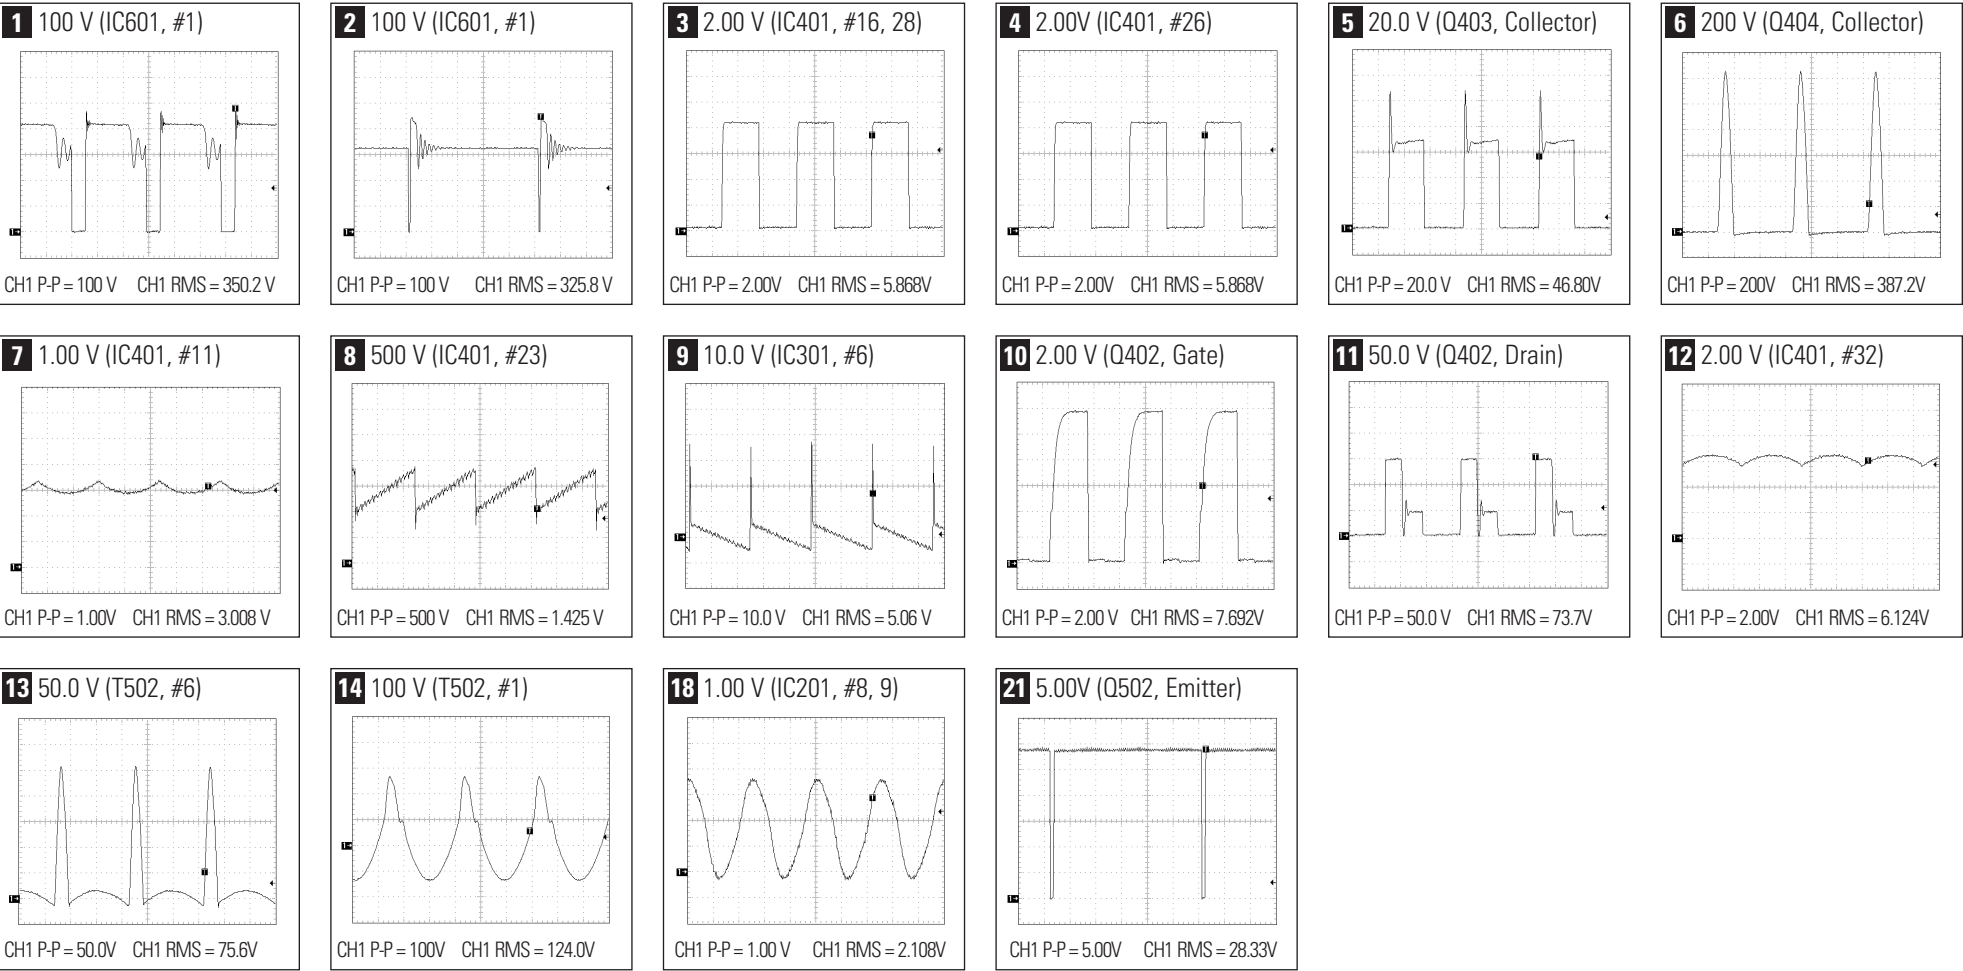 1 100 V (IC601, #1)
CH1 P-P = 100 V CH1 RMS = 350.2 V
2 100 V (IC601, #1)
CH1 P-P = 100 V CH1 RMS = 325.8 V
3 2.00 V (IC401, #16, 28)
CH1 P-P = 2.00V CH1 RMS = 5.868V
4 2.00V (IC401, #26)
CH1 P-P = 2.00V CH1 RMS = 5.868V
5 20.0 V (Q403, Collector)
CH1 P-P = 20.0 V CH1 RMS = 46.80V
6 200 V (Q404, Collector)
CH1 P-P = 200V CH1 RMS = 387.2V
7 1.00 V (IC401, #11)
CH1 P-P = 1.00V CH1 RMS = 3.008 V
8 500 V (IC401, #23)
CH1 P-P = 500 V CH1 RMS = 1.425 V
9 10.0 V (IC301, #6)
CH1 P-P = 10.0 V CH1 RMS = 5.06 V
10 2.00 V (Q402, Gate)
CH1 P-P = 2.00 V CH1 RMS = 7.692V
11 50.0 V (Q402, Drain)
CH1 P-P = 50.0 V CH1 RMS = 73.7V
12 2.00 V (IC401, #32)
CH1 P-P = 2.00V CH1 RMS = 6.124V
13 50.0 V (T502, #6)
CH1 P-P = 50.0V CH1 RMS = 75.6V
14 100 V (T502, #1)
CH1 P-P = 100V CH1 RMS = 124.0V
18 1.00 V (IC201, #8, 9)
CH1 P-P = 1.00 V CH1 RMS = 2.108V
21 5.00V (Q502, Emitter)
CH1 P-P = 5.00V CH1 RMS = 28.33V